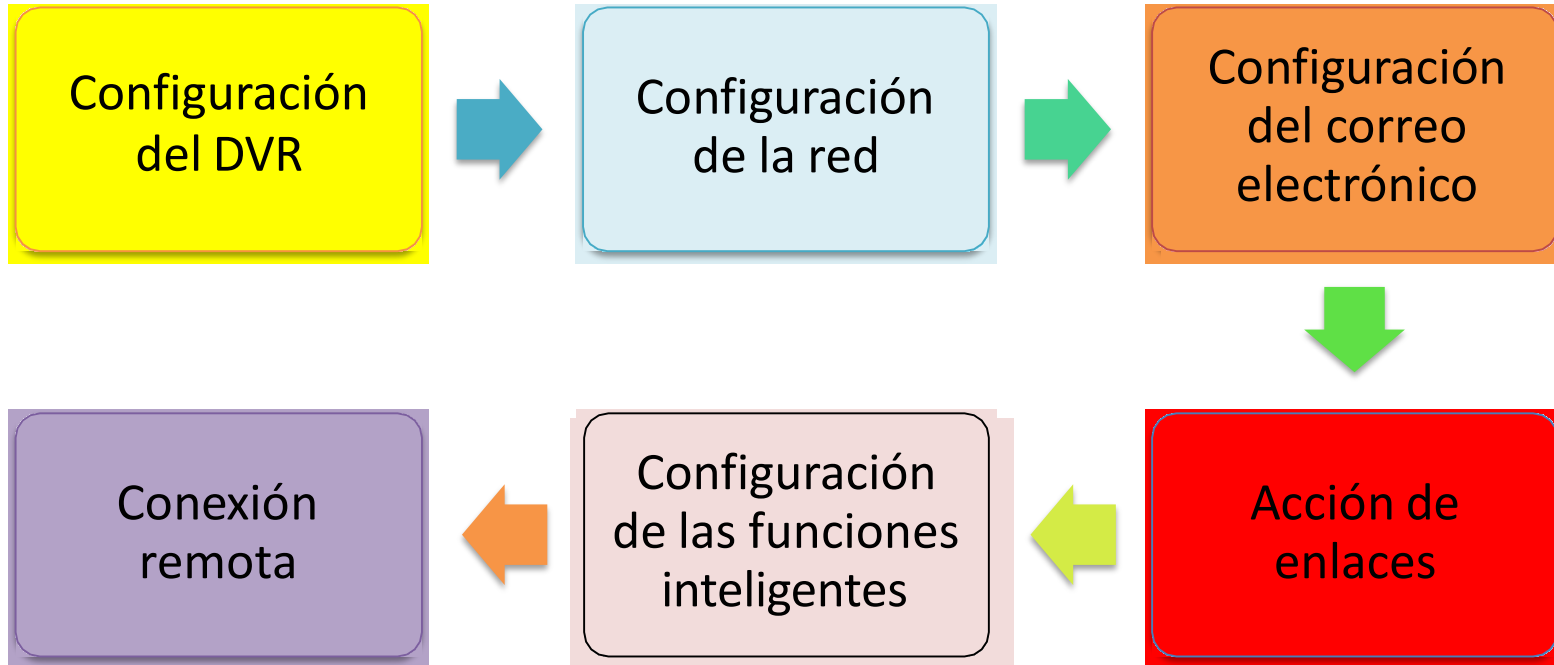 Configuración
del DVR
Configuración
de la red
Configuración
del correo
electrónico
Acción de
enlaces
Configuración
de las funciones
inteligentes
Conexión
remota